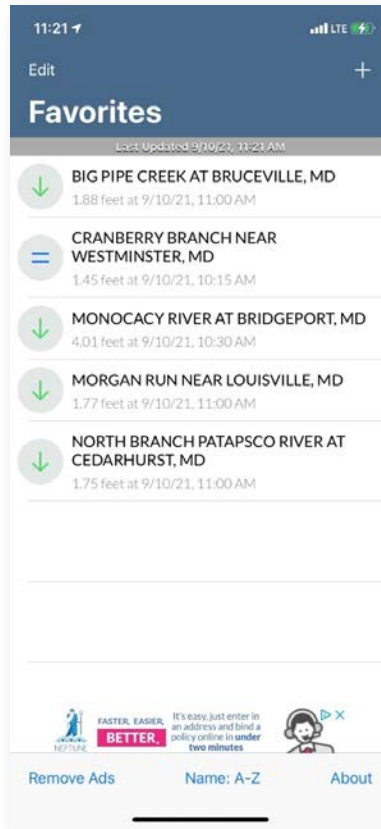 11:21
LTE
Edit
+
Favorites
Last Updated 9/10/21, 11:21 AM
BIG PIPE CREEK AT BRUCEVILLE, MD
1.88 feet at 9/10/21, 11:00 AM
CRANBERRY BRANCH NEAR
WESTMINSTER, MD
1.45 feet at 9/10/21, 10:15 AM
MONOCACY RIVER AT BRIDGEPORT, MD
4.01 feet at 9/10/21, 10:30 AM
MORGAN RUN NEAR LOUISVILLE, MD
1.77 feet at 9/10/21, 11:00 AM
NORTH BRANCH PATAPSCO RIVER AT
CEDARHURST, MD
1.75 feet at 9/10/21, 11:00 AM
NEPTUNE
FASTER, EASIER,
BETTER,
It's easy, just enter in
an address and bind a
policy online in under
two minutes
Remove Ads
Name: A-Z
About